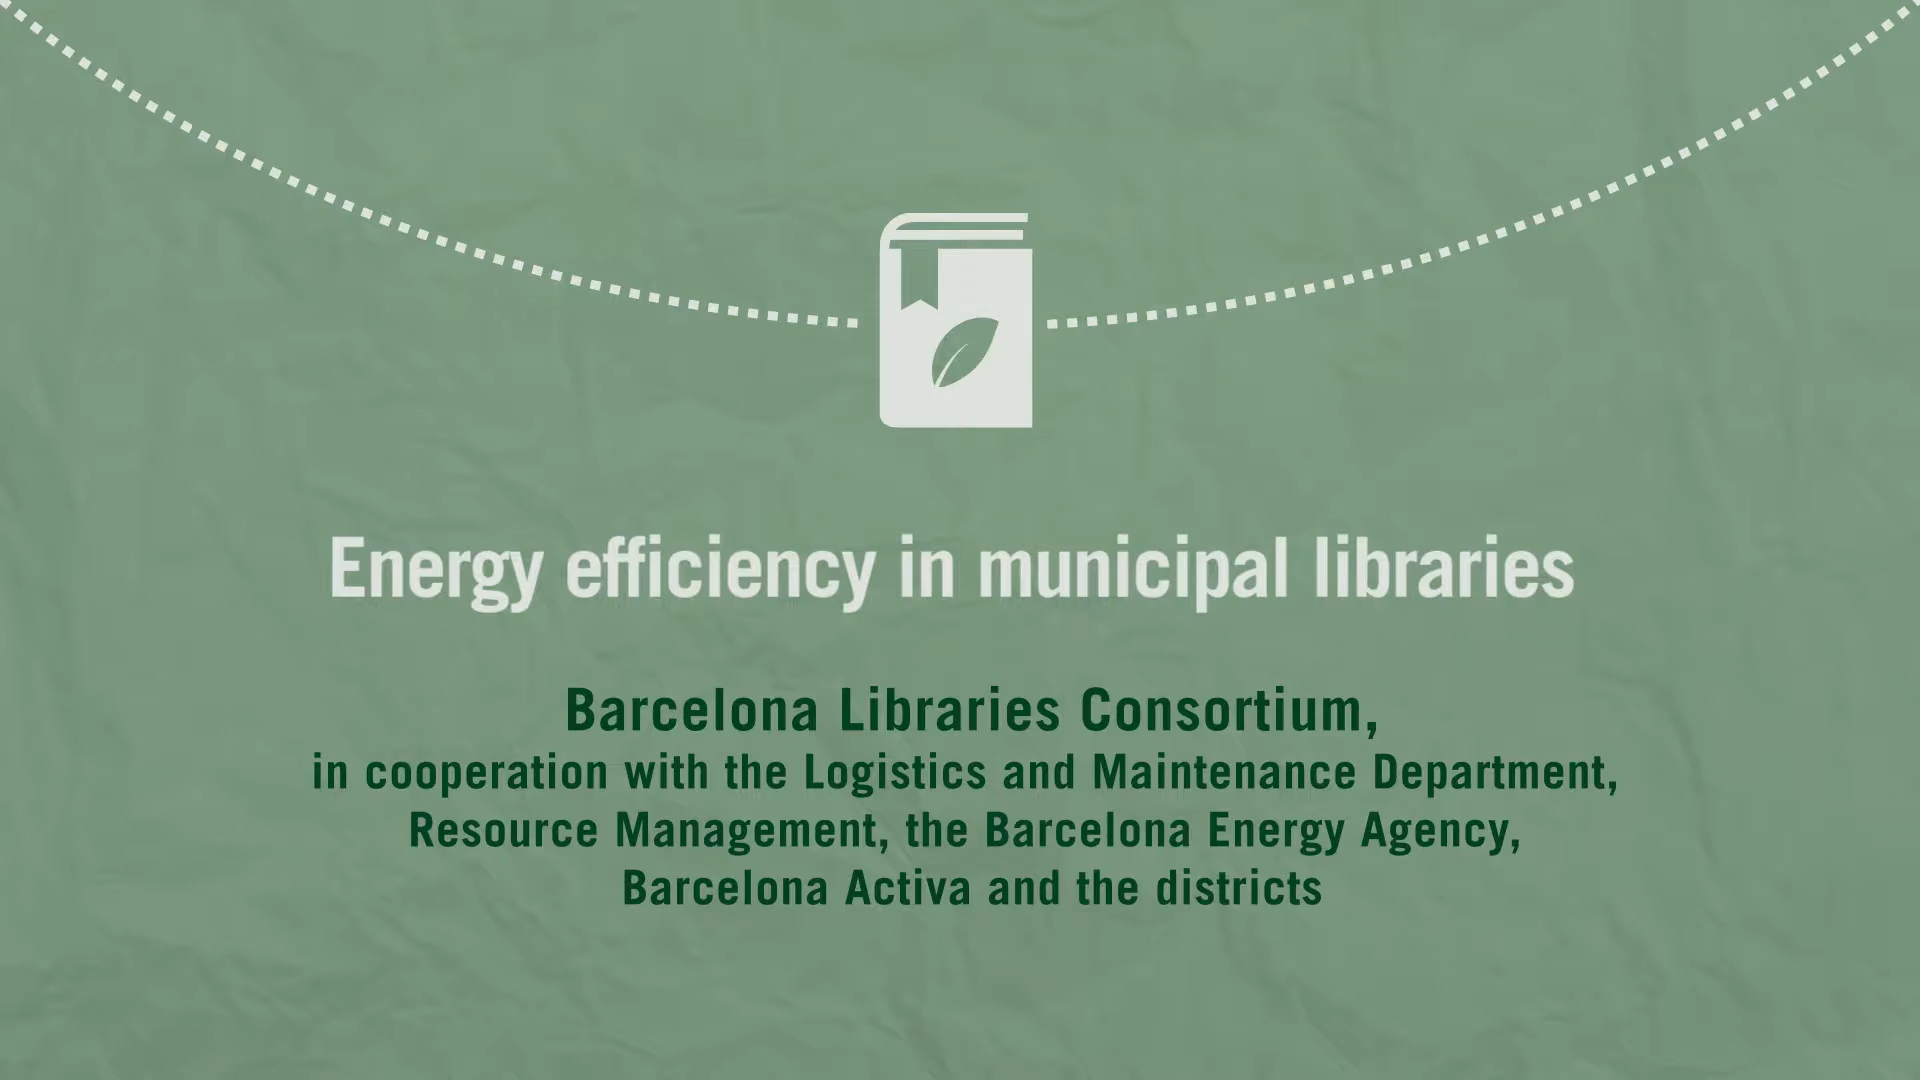 Energy efficiency in municipal libraries
Barcelona Libraries Consortium,
in cooperation with the Logistics and Maintenance Department,
Resource Management, the Barcelona Energy Agency,
Barcelona Activa and the districts